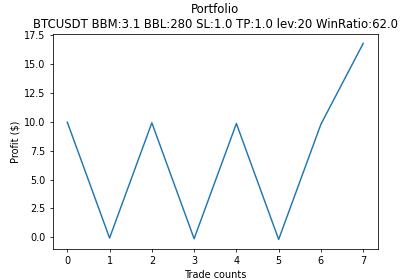 Portfolio
BTCUSDT BBM:3.1 BBL:280 SL:1.0 TP:1.0 lev:20 WinRatio:62.0
17.5
15.0
12.5
10.0
7.5
5.0
2.5
0.0
Profit ($)
0 1 2 3 4 5 6 7
Trade counts